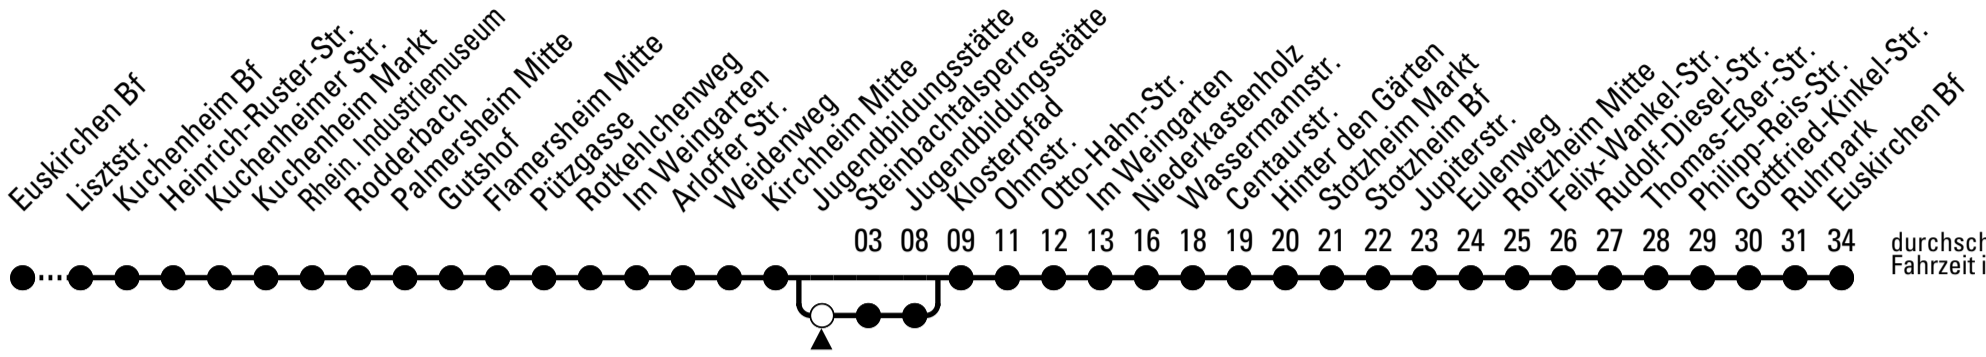 Euskirchen Bf
Lisztstr.
Kuchenheim Bf
Heinrich-Ruster-Str.
Kuchenheimer Str.
Kuchenheim Markt
Rhein. Industriemuseum
Rodderbach
Palmersheim Mitte
Gutshof
Flamersheim Mitte
Pützgasse
Rotkehlchenweg
Im Weingarten
Arloffer Str.
Weidenweg
Kirchheim Mitte
Jugendbildungsstätte
Steinbachtalsperre
Jugendbildungsstätte
Klosterpfad
Ohmstr.
Otto-Hahn-Str.
Im Weingarten
Niederkastenholz
Wassermannstr.
Centaurstr.
Hinter den Gärten
Stotzheim Markt
Stotzheim Bf
Jupiterstr.
Eulenweg
Roitzheim Mitte
Felix-Wankel-Str.
Rudolf-Diesel-Str.
Thomas-Eßer-Str.
Philipp-Reis-Str.
Gottfried-Kinkel-Str.
Ruhrpark
Euskirchen Bf
03 08 09 11 12 13 16 18 19 20 21 22 23 24 25 26 27 28 29 30 31 34
durchsch
Fahrzeit i